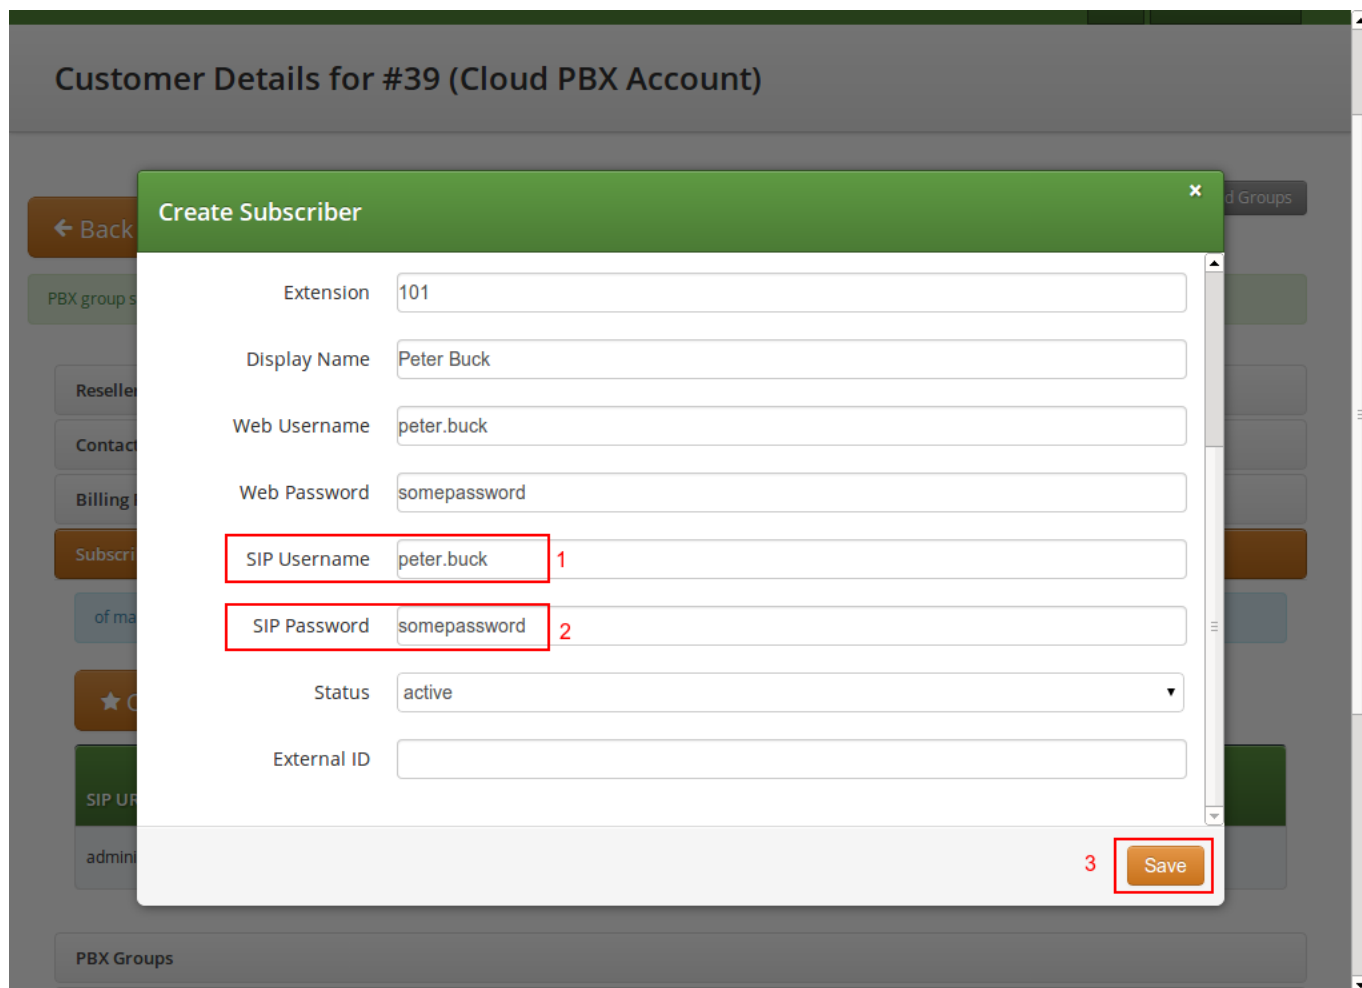 Customer Details for #39 (Cloud PBX Account)
Back
d Groups
Create Subscriber
×
PBX group s
Extension 101
Display Name Peter Buck
Reseller
Web Username peter.buck
Contact
Web Password somepassword
Billing
SIP Username peter.buck 1
Subscri
SIP Password somepassword 2
of ma
Status active
External ID
SIP UR
admini
3 Save
PBX Groups